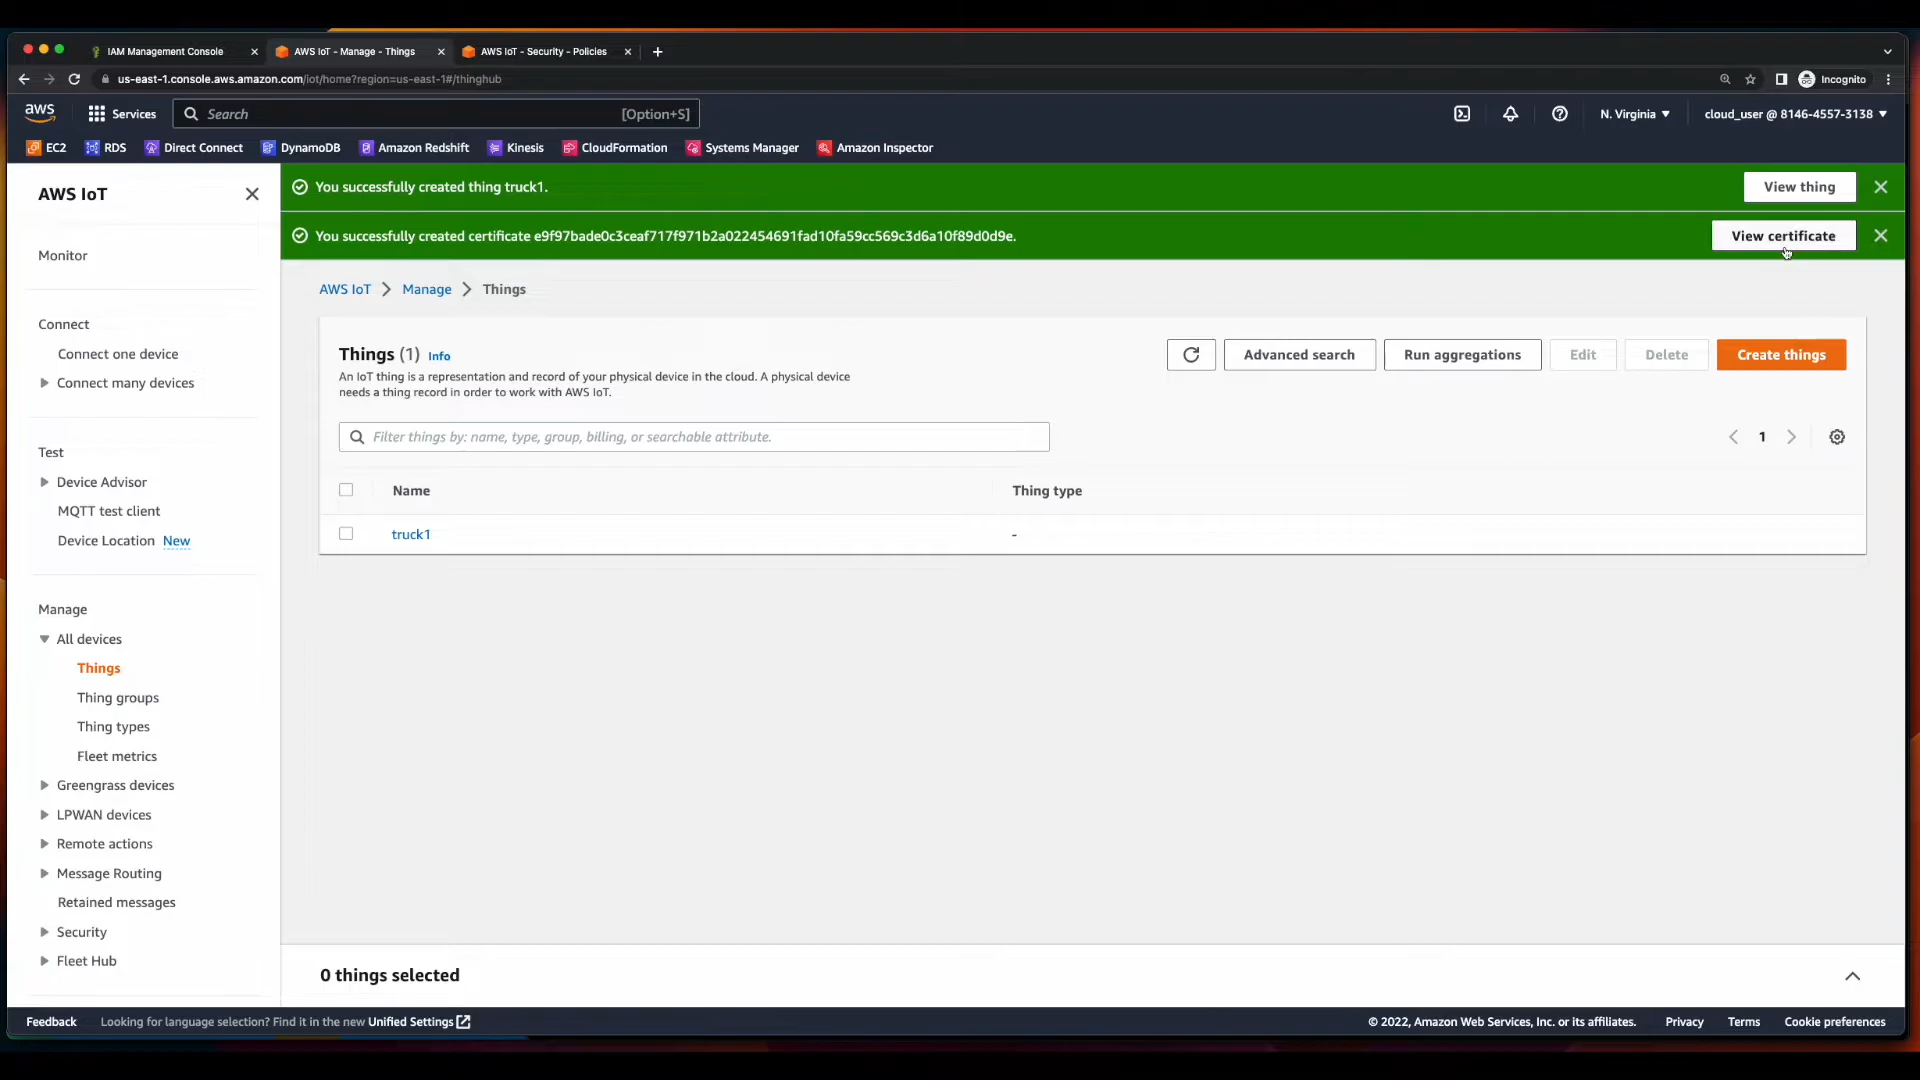 IAM Management Console
AWS IoT - Manage - Things
AWS IoT - Security - Policies
us-east-1.console.aws.amazon.com/iot/home?region=us-east-1#/thinghub
Incognito
aws
Services
Search
[Option+S]
N. Virginia
cloud_user @ 8146-4557-3138
EC2
RDS
Direct Connect
DynamoDB
Amazon Redshift
Kinesis
CloudFormation
Systems Manager
Amazon Inspector
AWS IoT
Monitor
Connect
Connect one device
Connect many devices
Test
Device Advisor
MQTT test client
Device Location New
Manage
All devices
Things
Thing groups
Thing types
Fleet metrics
Greengrass devices
LPWAN devices
Remote actions
Message Routing
Retained messages
Security
Fleet Hub
You successfully created thing truck1.
View thing
You successfully created certificate e9f97bade0c3ceaf717f971b2a022454691fad10fa59cc569c3d6a10f89d0d9e.
View certificate
AWS IoT > Manage > Things
Things (1) Info
An IoT thing is a representation and record of your physical device in the cloud. A physical device
needs a thing record in order to work with AWS IoT.
Advanced search
Run aggregations
Edit
Delete
Create things
Filter things by: name, type, group, billing, or searchable attribute.
1
Name
Thing type
truck1
-
0 things selected
Feedback
Looking for language selection? Find it in the new Unified Settings
© 2022, Amazon Web Services, Inc. or its affiliates.
Privacy
Terms
Cookie preferences